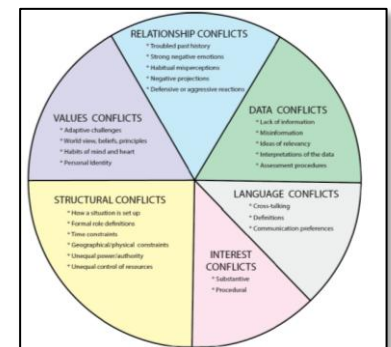 RELATIONSHIP CONFLICTS
* Troubled past history
* Strong negative emotions
* Habitual misperceptions
* Negative projections
* Defensive or aggressive reactions
DATA CONFLICTS
* Lack of information
* Misinformation
* Ideas of relevancy
* Interpretations of the data
* Assessment procedures
LANGUAGE CONFLICTS
* Cross-talking
* Definitions
* Communication preferences
INTEREST
CONFLICTS
* Substantive
* Procedural
STRUCTURAL CONFLICTS
* How a situation is set up
* Formal role definitions
* Time constraints
* Geographical/physical constraints
* Unequal power/authority
* Unequal control of resources
VALUES CONFLICTS
* Adaptive challenges
* World view, beliefs, principles
* Habits of mind and heart
* Personal Identity